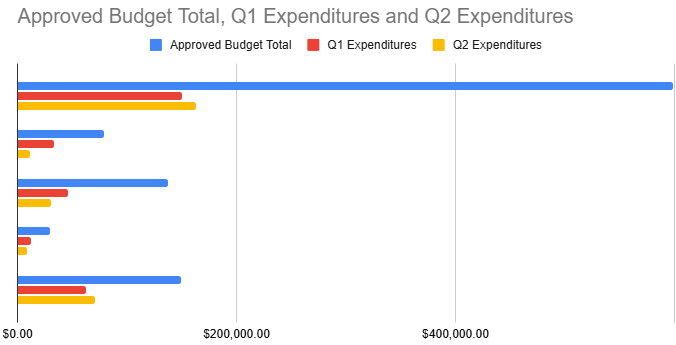 Approved Budget Total, Q1 Expenditures and Q2 Expenditures
Approved Budget Total Q1 Expenditures Q2 Expenditures
$0.00 $200,000.00 $400,000.00